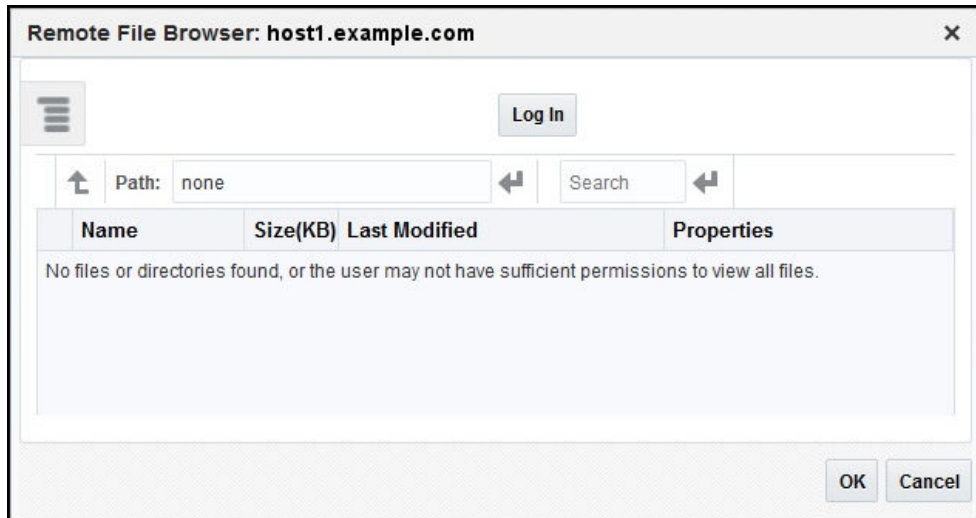 Remote File Browser: host1.example.com
Log In
Path: none Search
Name Size(KB) Last Modified Properties
No files or directories found, or the user may not have sufficient permissions to view all files.
OK Cancel